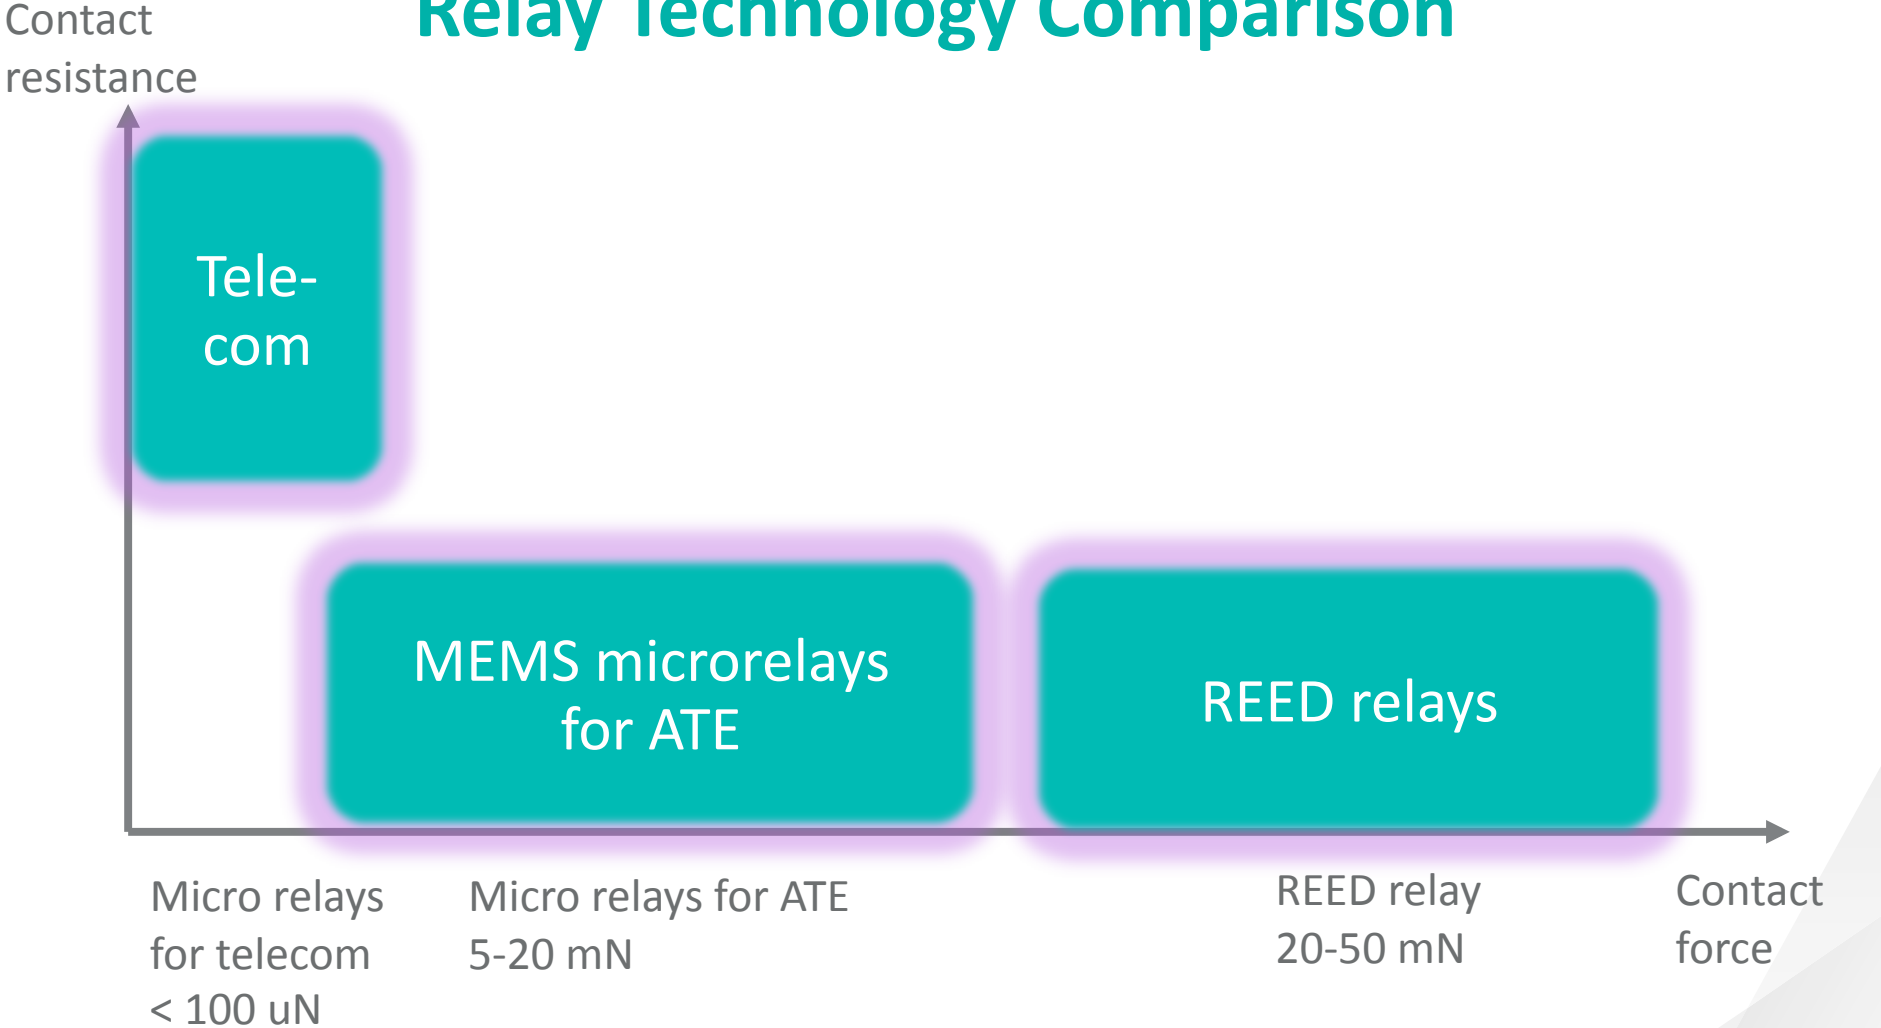 Relay Technology Comparison
Contact
resistance
Tele-
com
MEMS microrelays
for ATE
REED relays
Micro relays
for telecom
< 100 uN
Micro relays for ATE
5-20 mN
REED relay
20-50 mN
Contact
force